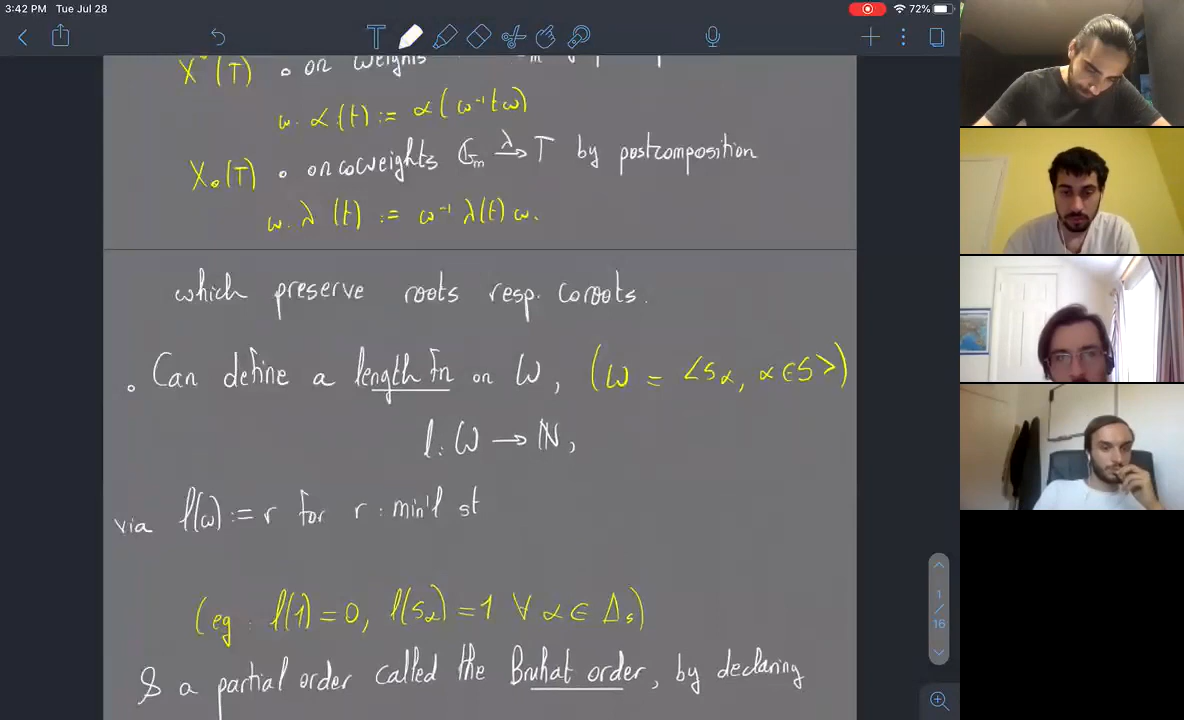 3:42 PM Tue Jul 28
72%
X•(T) ∘ on weights
w. α(t) := α(w⁻¹tw)
X•(T) ∘ on coweights 𝔾m →λ T by postcomposition
w. λ(t) := w⁻¹ λ(t) w.
which preserve roots resp. coroots.
• Can define a length fn on W, (W = <sα, α∈S>)
l: W → ℕ,
via l(w) := r for r: min'l st
(eg: l(1)=0, l(sα)=1 ∀ α ∈ Δs)
& a partial order called the Bruhat order, by declaring
1
/
16